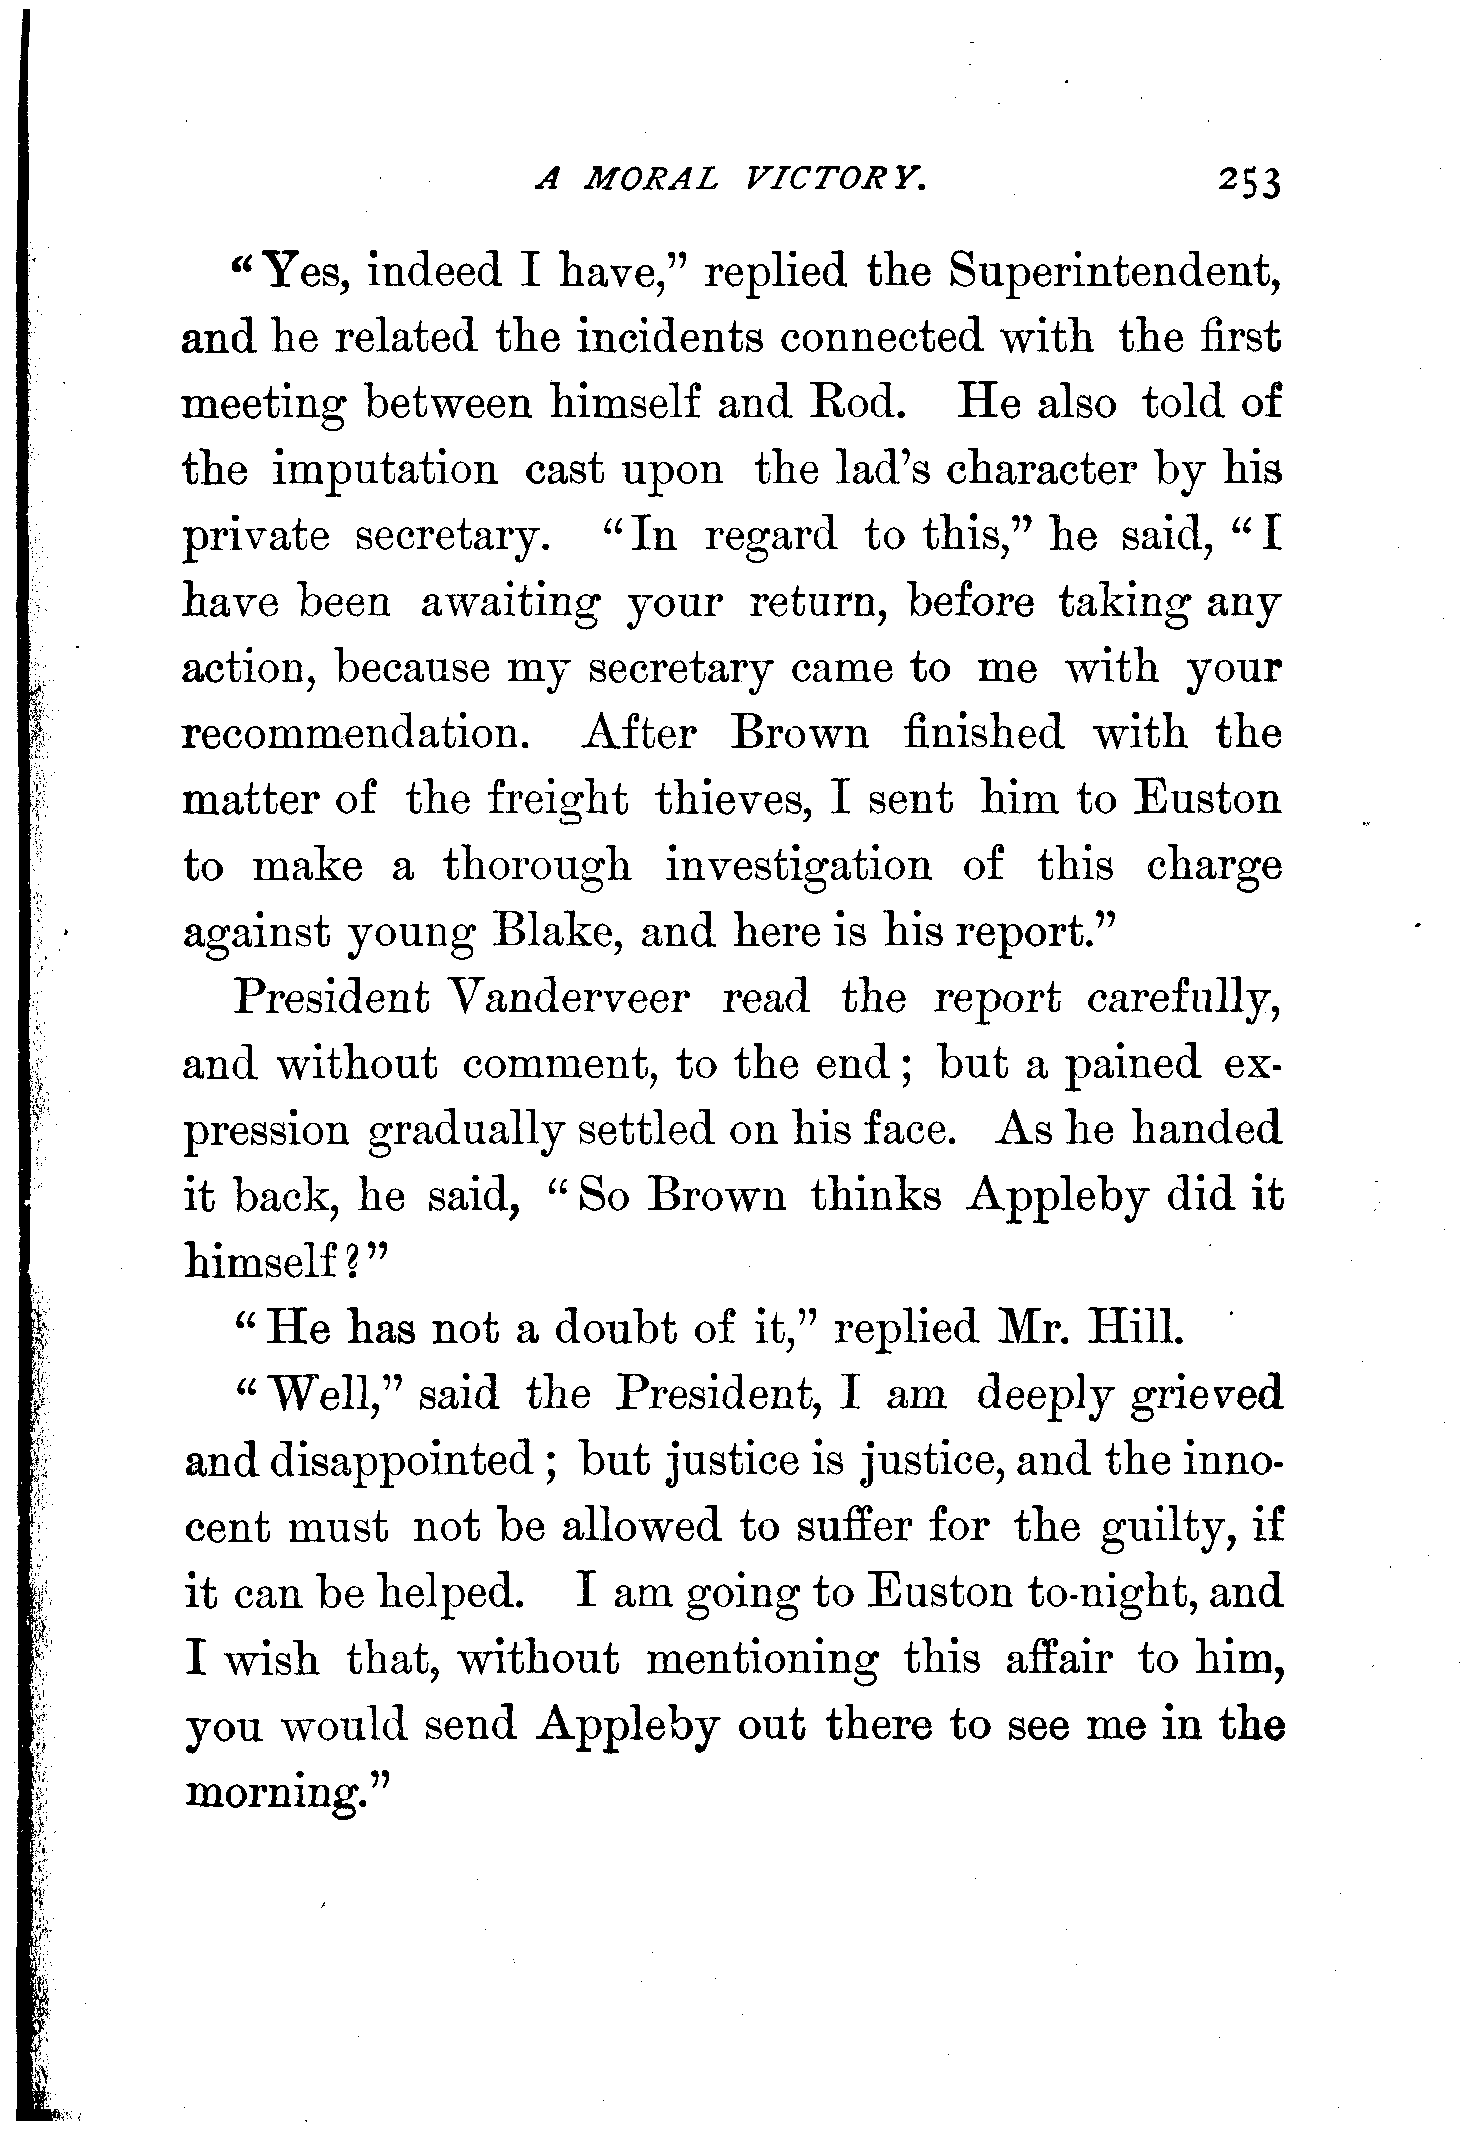 A MORAL VICTORY. 253
“Yes, indeed I have,” replied the Superintendent,
and he related the incidents connected with the first
meeting between himself and Rod. He also told of
the imputation cast upon the lad’s character by his
private secretary. “In regard to this,” he said, “I
have been awaiting your return, before taking any
action, because my secretary came to me with your
recommendation. After Brown finished with the
matter of the freight thieves, I sent him to Euston
to make a thorough investigation of this charge
against young Blake, and here is his report.”
President Vanderveer read the report carefully,
and without comment, to the end; but a pained ex-
pression gradually settled on his face. As he handed
it back, he said, “So Brown thinks Appleby did it
himself?”
“He has not a doubt of it,” replied Mr. Hill.
“Well,” said the President, I am deeply grieved
and disappointed; but justice is justice, and the inno-
cent must not be allowed to suffer for the guilty, if
it can be helped. I am going to Euston to-night, and
I wish that, without mentioning this affair to him,
you would send Appleby out there to see me in the
morning.”